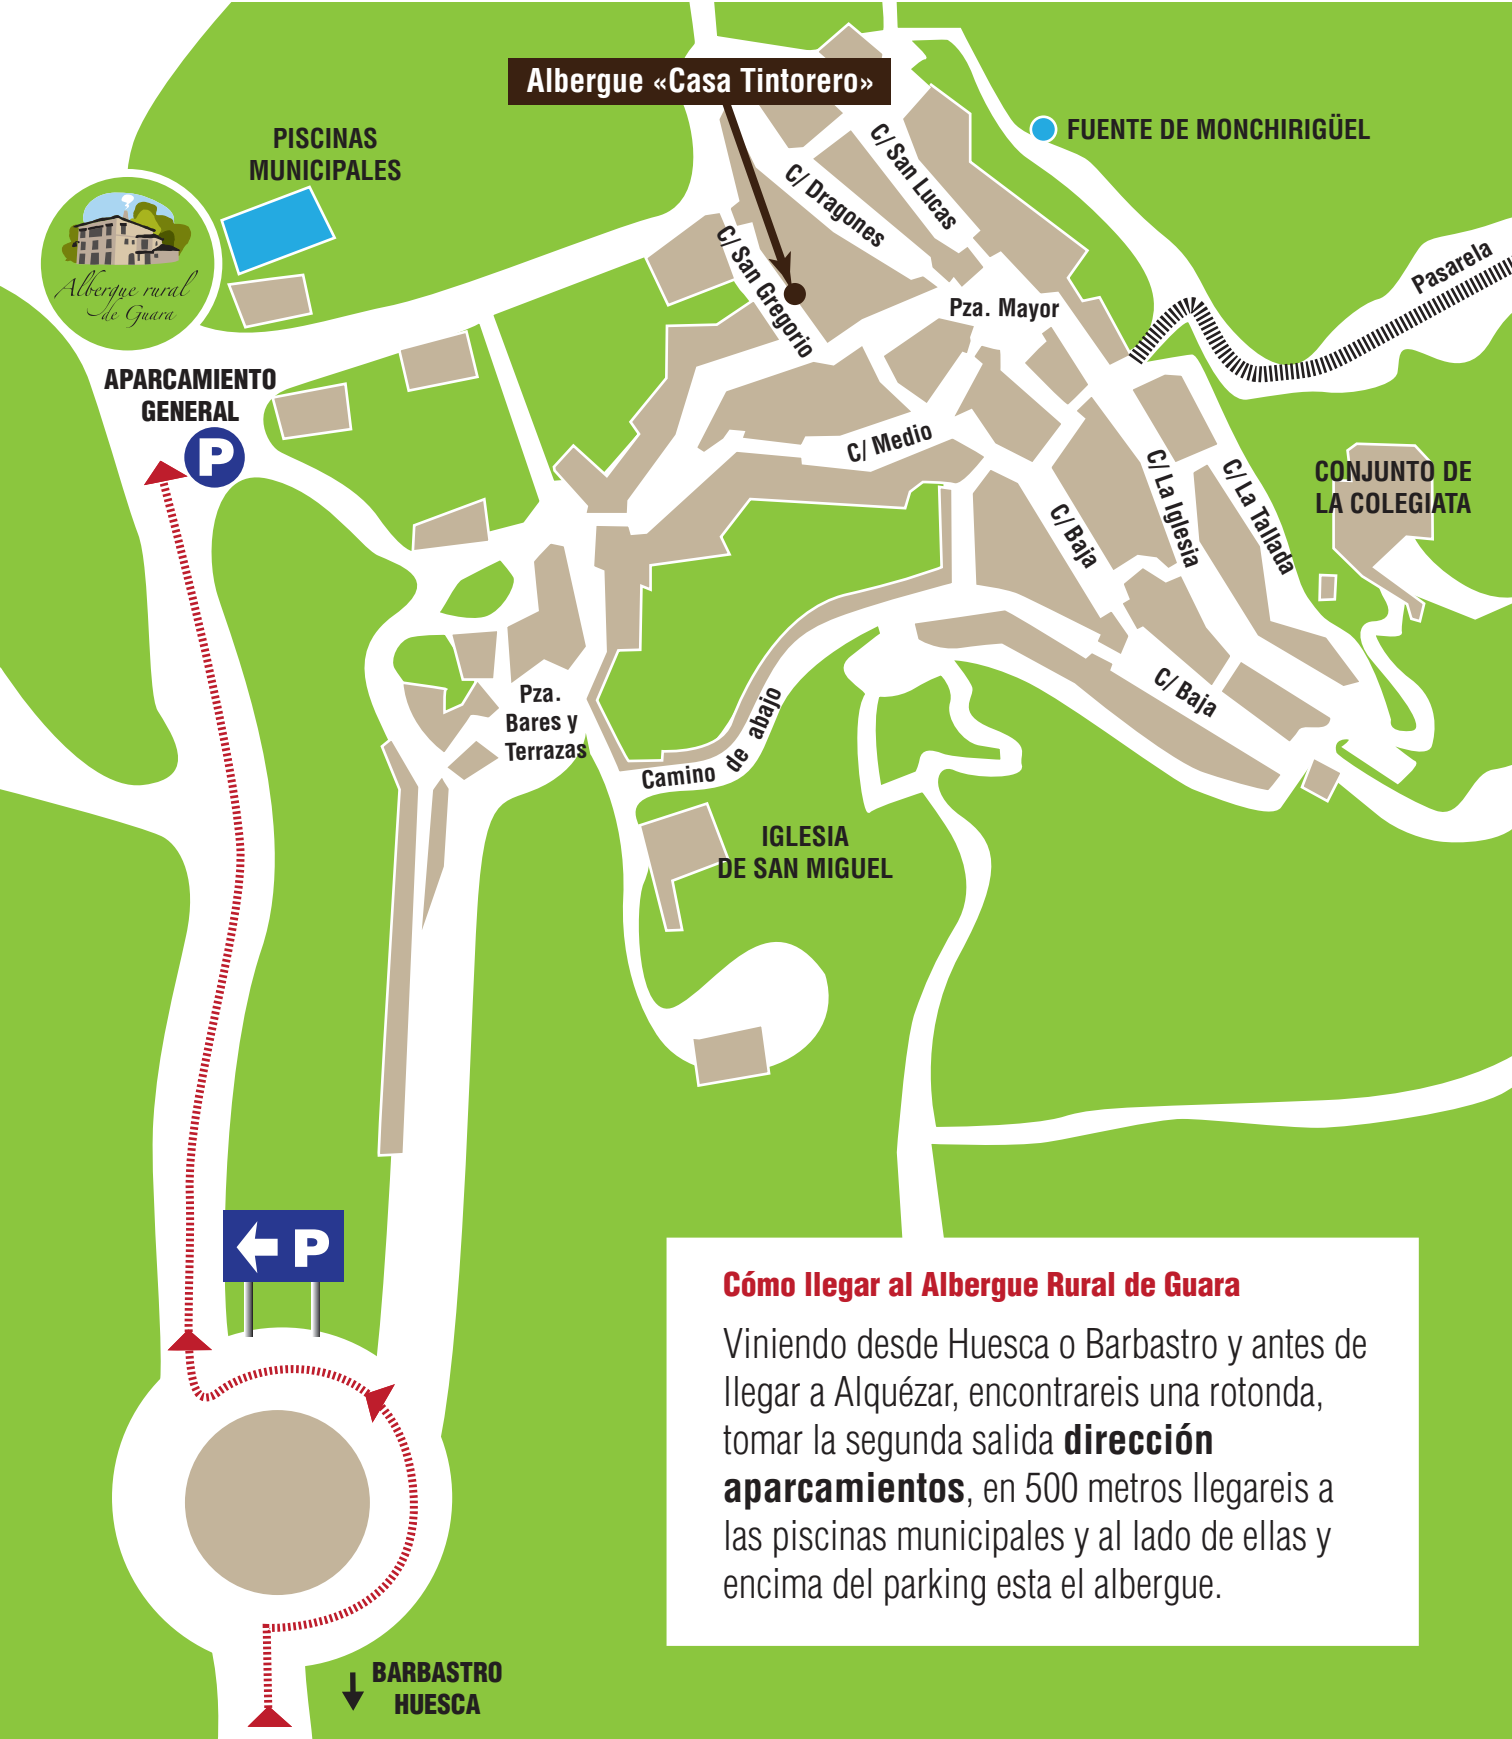 Albergue «Casa Tintorero»
PISCINAS
MUNICIPALES
FUENTE DE MONCHIRIGÜEL
C/ San Lucas
C/ Dragones
C/ San Gregorio
Pza. Mayor
Pasarela
Albergue rural
de Guara
APARCAMIENTO
GENERAL
P
C/ Medio
C/ La Iglesia
C/ La Tallada
CONJUNTO DE
LA COLEGIATA
C/ Baja
C/ Baja
Pza.
Bares y
Terrazas
Camino de abajo
IGLESIA
DE SAN MIGUEL
P
Cómo llegar al Albergue Rural de Guara
Viniendo desde Huesca o Barbastro y antes de
llegar a Alquézar, encontrareis una rotonda,
tomar la segunda salida dirección
aparcamientos, en 500 metros llegareis a
las piscinas municipales y al lado de ellas y
encima del parking esta el albergue.
BARBASTRO
HUESCA